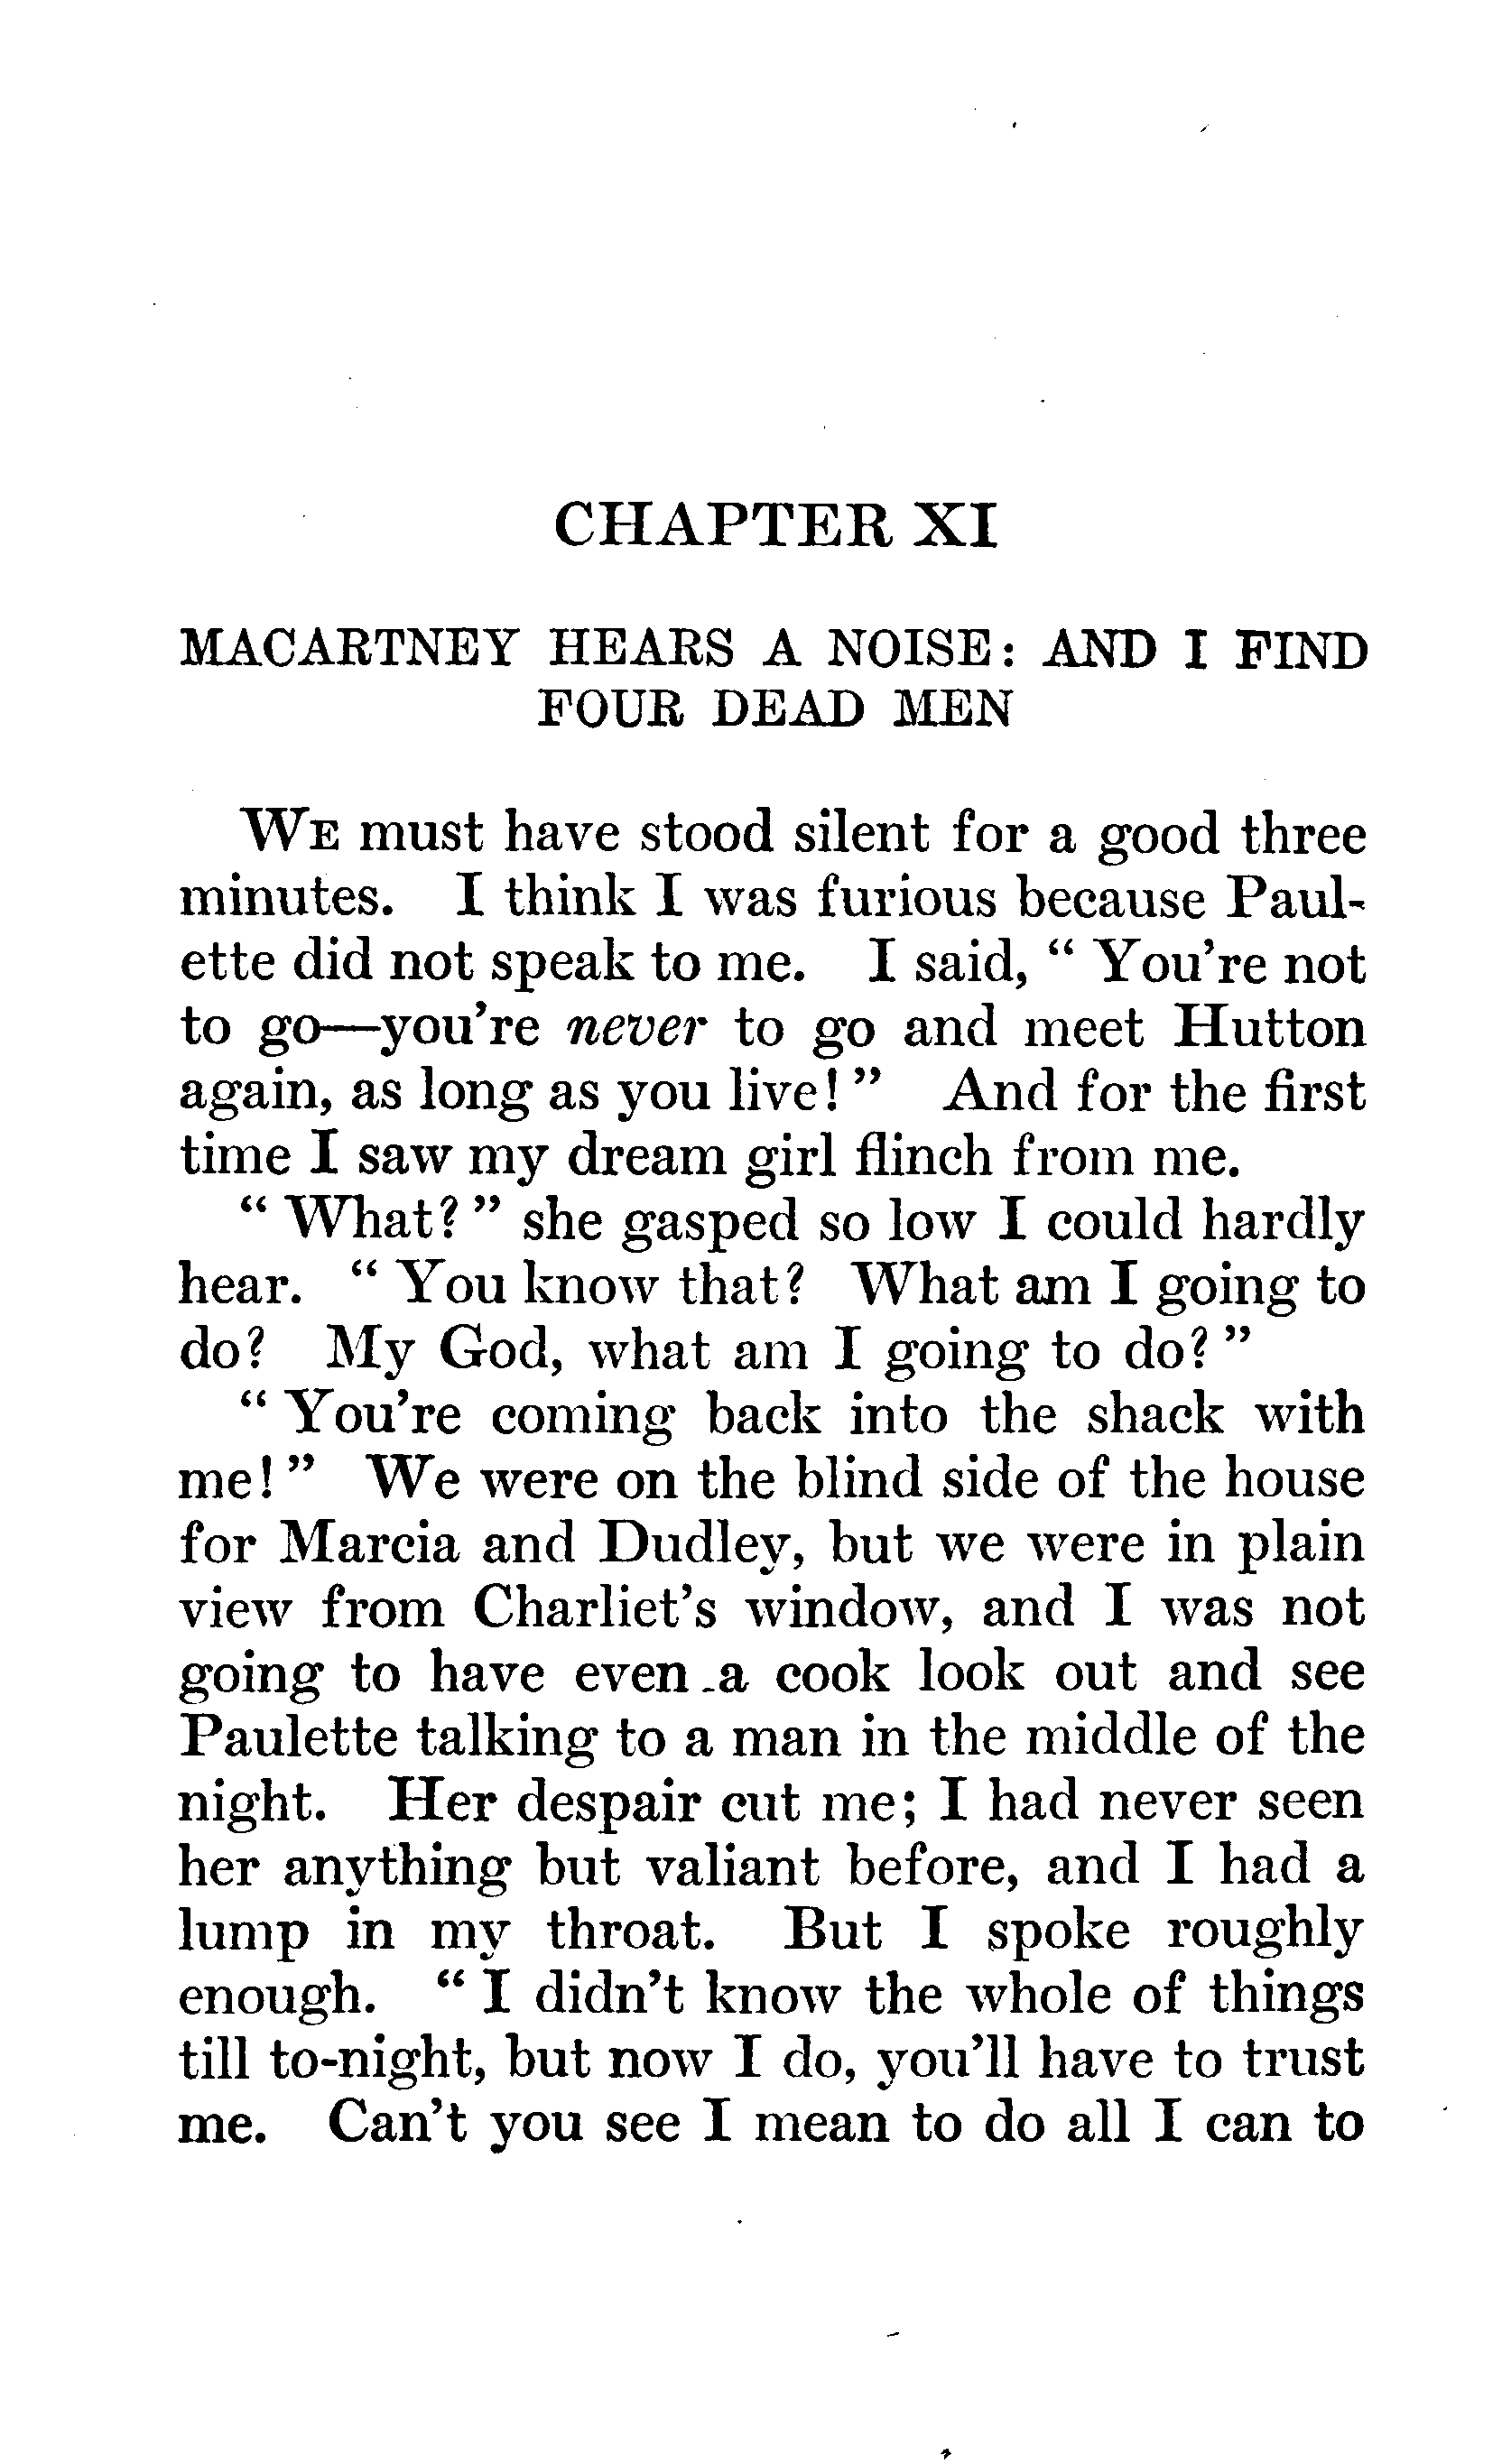 CHAPTER XI
MACARTNEY HEARS A NOISE: AND I FIND
FOUR DEAD MEN
WE must have stood silent for a good three
minutes. I think I was furious because Paul-
ette did not speak to me. I said, “ You're not
to go—you're never to go and meet Hutton
again, as long as you live! ” And for the first
time I saw my dream girl flinch from me.
“ What? ” she gasped so low I could hardly
hear. “ You know that? What am I going to
do? My God, what am I going to do? ”
“ You're coming back into the shack with
me! ” We were on the blind side of the house
for Marcia and Dudley, but we were in plain
view from Charliet's window, and I was not
going to have even a cook look out and see
Paulette talking to a man in the middle of the
night. Her despair cut me; I had never seen
her anything but valiant before, and I had a
lump in my throat. But I spoke roughly
enough. “ I didn't know the whole of things
till to-night, but now I do, you'll have to trust
me. Can't you see I mean to do all I can to